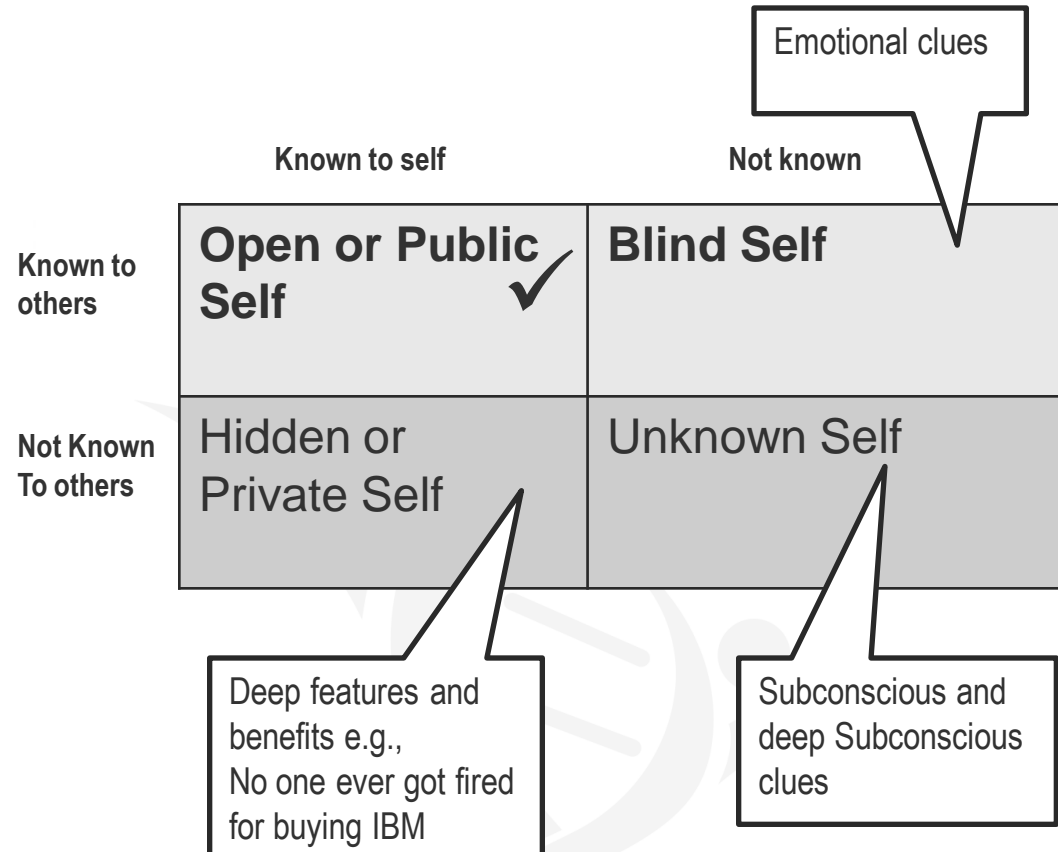 Emotional clues
Known to self
Not known
Known to
others
Open or Public
Self
Blind Self
Not Known
To others
Hidden or
Private Self
Unknown Self
Deep features and
benefits e.g.,
No one ever got fired
for buying IBM
Subconscious and
deep Subconscious
clues